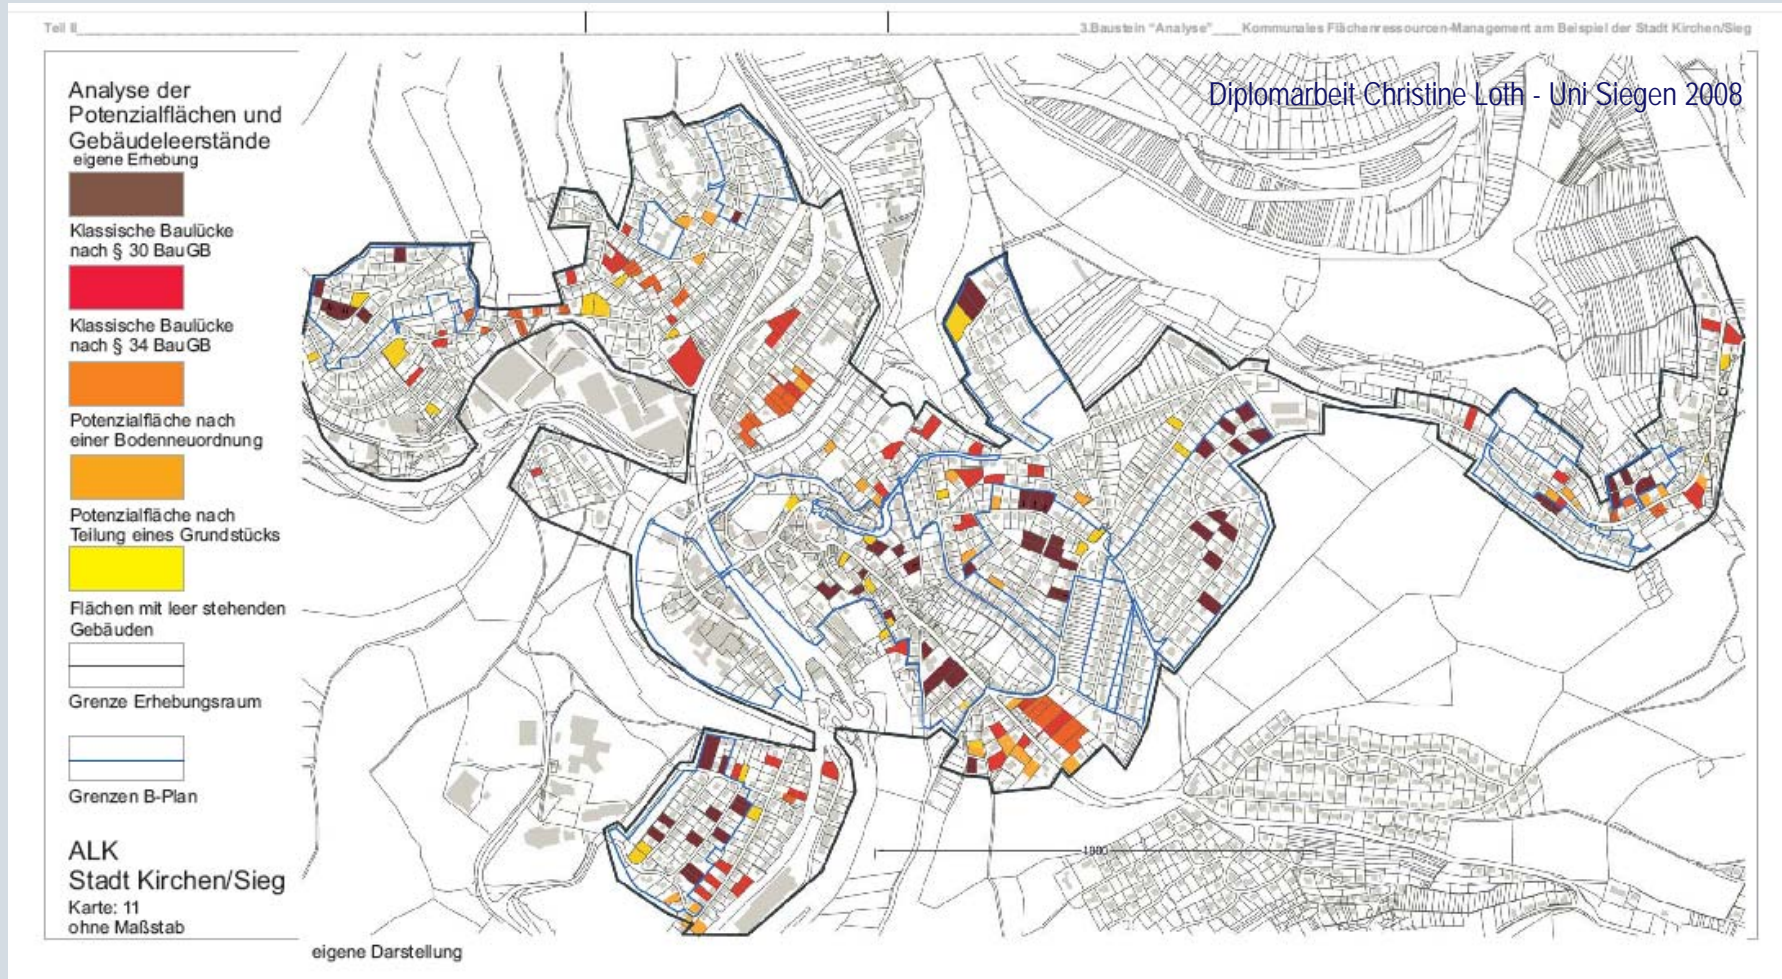 Teil II
3.Baustein "Analyse"____Kommunales Flächenressourcen-Management am Beispiel der Stadt Kirchen/Sieg
Diplomarbeit Christine Loth - Uni Siegen 2008
Analyse der
Potenzialflächen und
Gebäudeleerstände
eigene Erhebung
Klassische Baulücke
nach § 30 BauGB
Klassische Baulücke
nach § 34 BauGB
Potenzialfläche nach
einer Bodenneuordnung
Potenzialfläche nach
Teilung eines Grundstücks
Flächen mit leer stehenden
Gebäuden
Grenze Erhebungsraum
Grenzen B-Plan
ALK
Stadt Kirchen/Sieg
Karte: 11
ohne Maßstab
eigene Darstellung